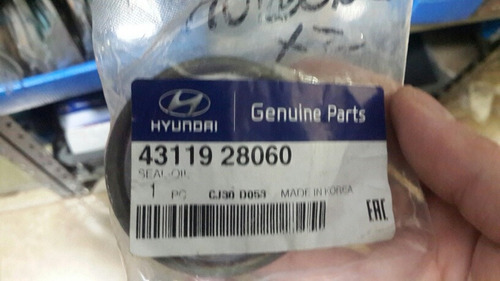 HYUNDAI
Genuine Parts
43119 28060
SEAL-OIL
1 PC CJ30 D053 MADE IN KOREA
EAC